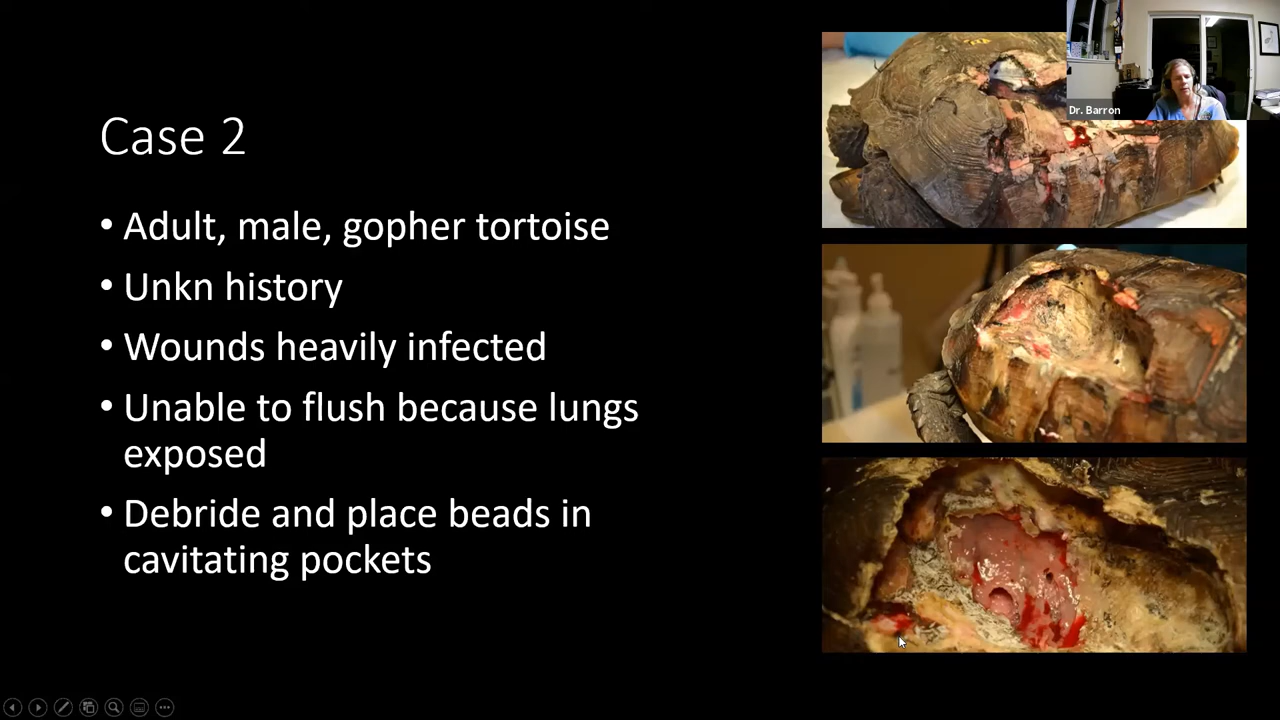 Case 2
• Adult, male, gopher tortoise
• Unkn history
• Wounds heavily infected
• Unable to flush because lungs
exposed
• Debride and place beads in
cavitating pockets
Dr. Barron